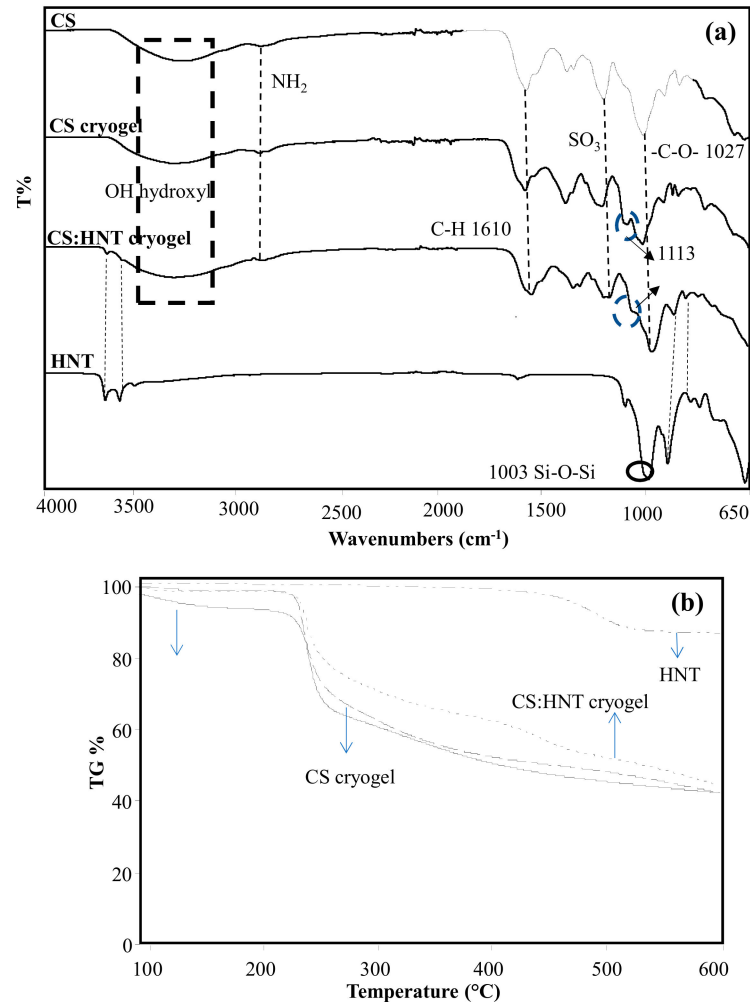 CS
(a)
NH2
CS cryogel
SO3
-C-O- 1027
T%
OH hydroxyl
C-H 1610
CS:HNT cryogel
1113
HNT
1003 Si-O-Si
4000 3500 3000 2000 1500 1000 650
Wavenumbers (cm-1)
100
(b)
80
HNT
CS:HNT cryogel
60
CS cryogel
TG %
40
20
0
100 200 300 400 500 600
Temperature (°C)